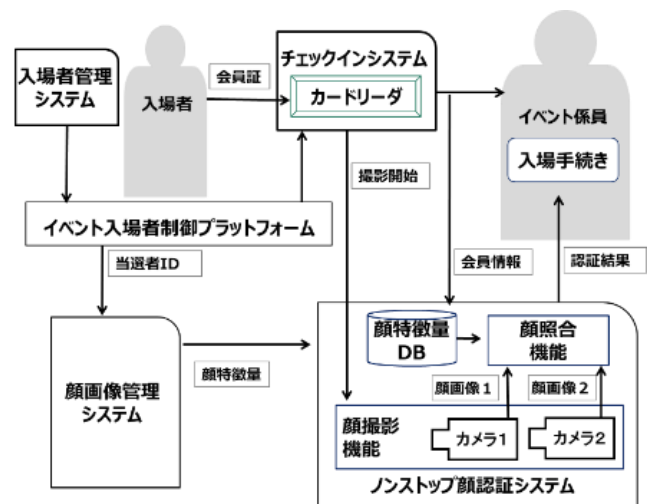 入場者管理
システム
入場者
会員証
チェックインシステム
カードリーダ
イベント係員
入場手続き
撮影開始
イベント入場者制御プラットフォーム
当選者ID
会員情報
認証結果
顔画像管理
システム
顔特徴量
顔特徴量
DB
顔照合
機能
顔画像1
顔画像2
顔撮影
機能
カメラ1
カメラ2
ノンストップ顔認証システム